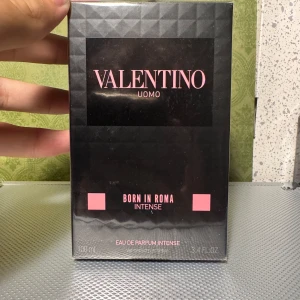 VALENTINO
UOMO
BORN IN ROMA
INTENSE
EAU DE PARFUM INTENSE
100 ml
3.4 FL.OZ